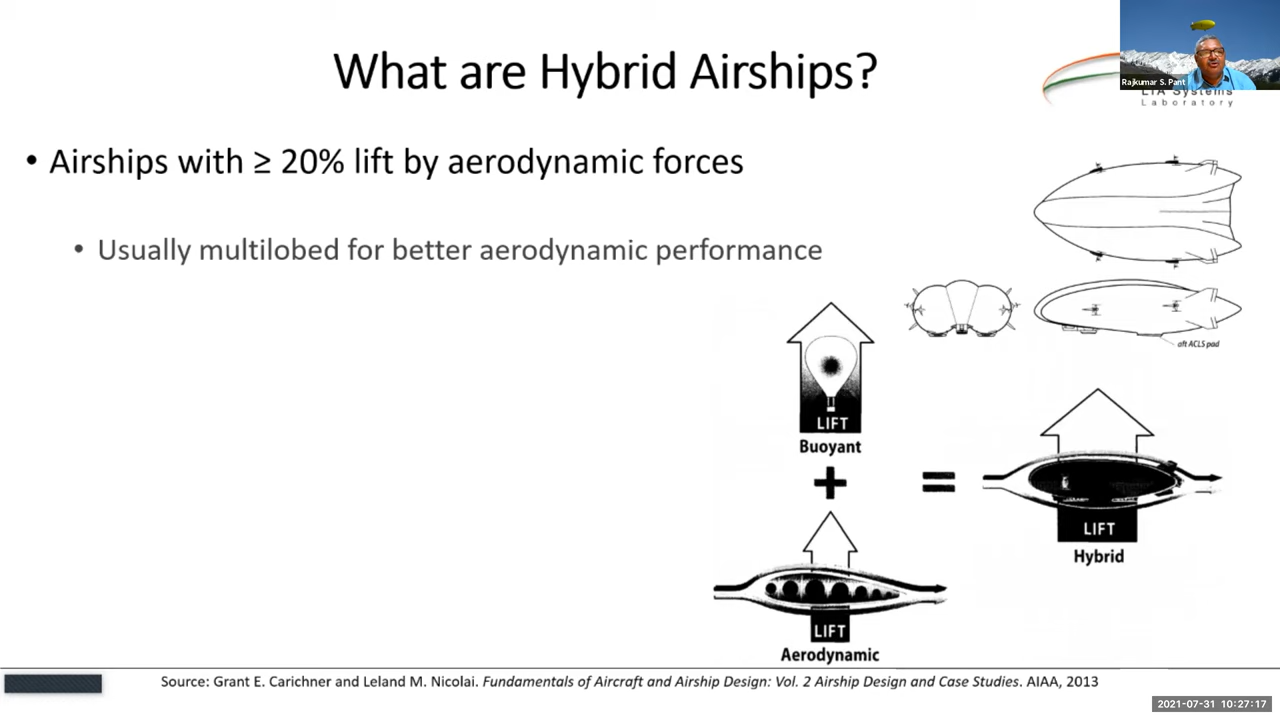 What are Hybrid Airships?
Rajkumar S. Pant
LTA Systems
Laboratory
• Airships with ≥ 20% lift by aerodynamic forces
• Usually multilobed for better aerodynamic performance
aft ACLS pad
LIFT
Buoyant
+
=
LIFT
Hybrid
LIFT
Aerodynamic
Source: Grant E. Carichner and Leland M. Nicolai. Fundamentals of Aircraft and Airship Design: Vol. 2 Airship Design and Case Studies. AIAA, 2013
2021-07-31 10:27:17